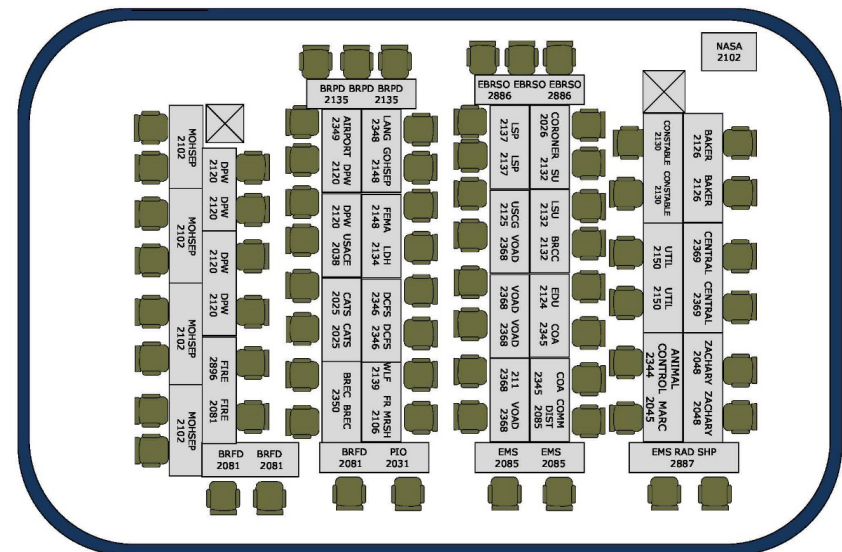 NASA
2102
MOHSEP
2102
MOHSEP
2102
MOHSEP
2102
MOHSEP
2102
DPW
2120
DPW
2120
DPW
2120
DPW
2120
FIRE
2896
FIRE
2081
BRFD BRFD
2081 2081
BRPD BRPD BRPD
2135 2135
AIRPORT DPW
2349 2120
LANG GOHSEP
2348 2148
DPW USACE
2120 2038
FEMA LDH
2148 2134
CATS CATS
2025 2025
DCFS DCFS
2346 2346
BREC BREC
2350
WLF FR MRSH
2139 2106
BRFD PIO
2081 2031
EBRSO EBRSO EBRSO
2886 2886
LSP LSP
2137 2137
CORONER SU
2026 2132
USCG VOAD
2125 2368
LSU BRCC
2132 2132
VOAD VOAD
2368 2368
EDU COA
2124 2345
211 VOAD
2368 2368
COA COMM
DIST
2345 2085
EMS EMS
2085 2085
CONSTABLE CONSTABLE
2130 2130
BAKER BAKER
2126 2126
UTIL UTIL
2150 2150
CENTRAL CENTRAL
2369 2369
ANIMAL
CONTROL MARC
2344 2045
ZACHARY ZACHARY
2048 2048
EMS RAD SHP
2887